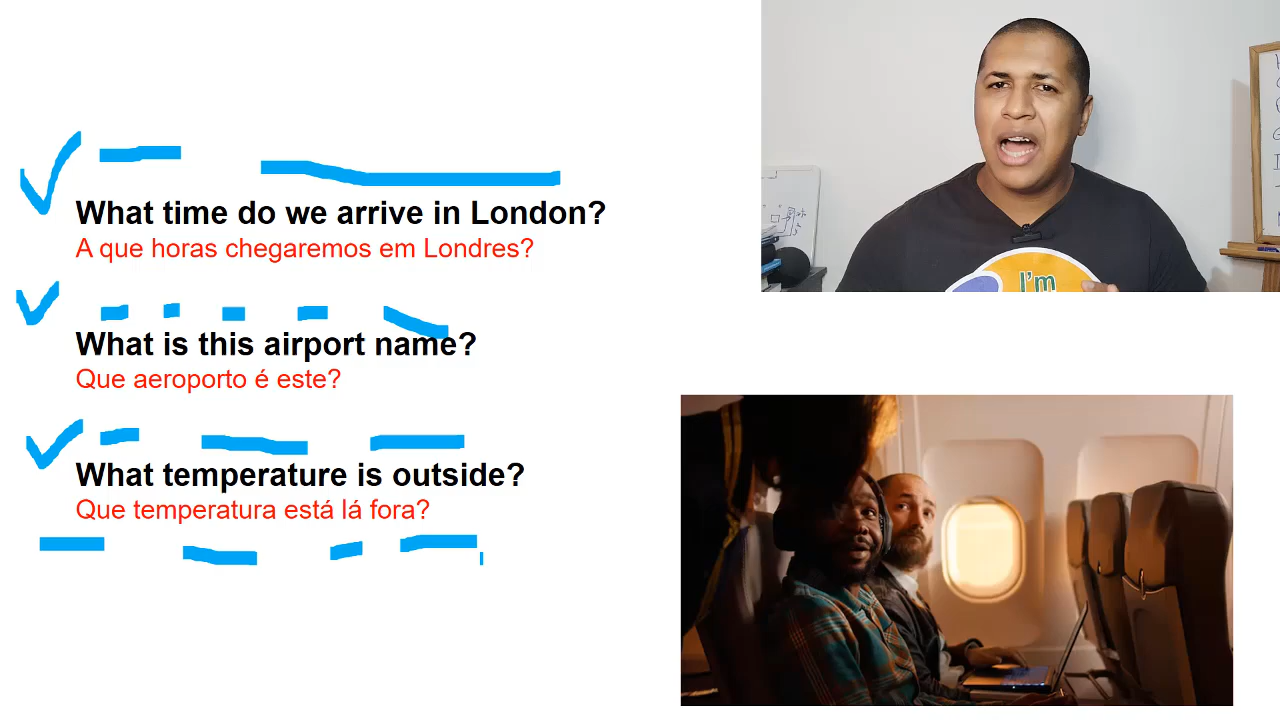 What time do we arrive in London?
A que horas chegaremos em Londres?
What is this airport name?
Que aeroporto é este?
What temperature is outside?
Que temperatura está lá fora?
I'm